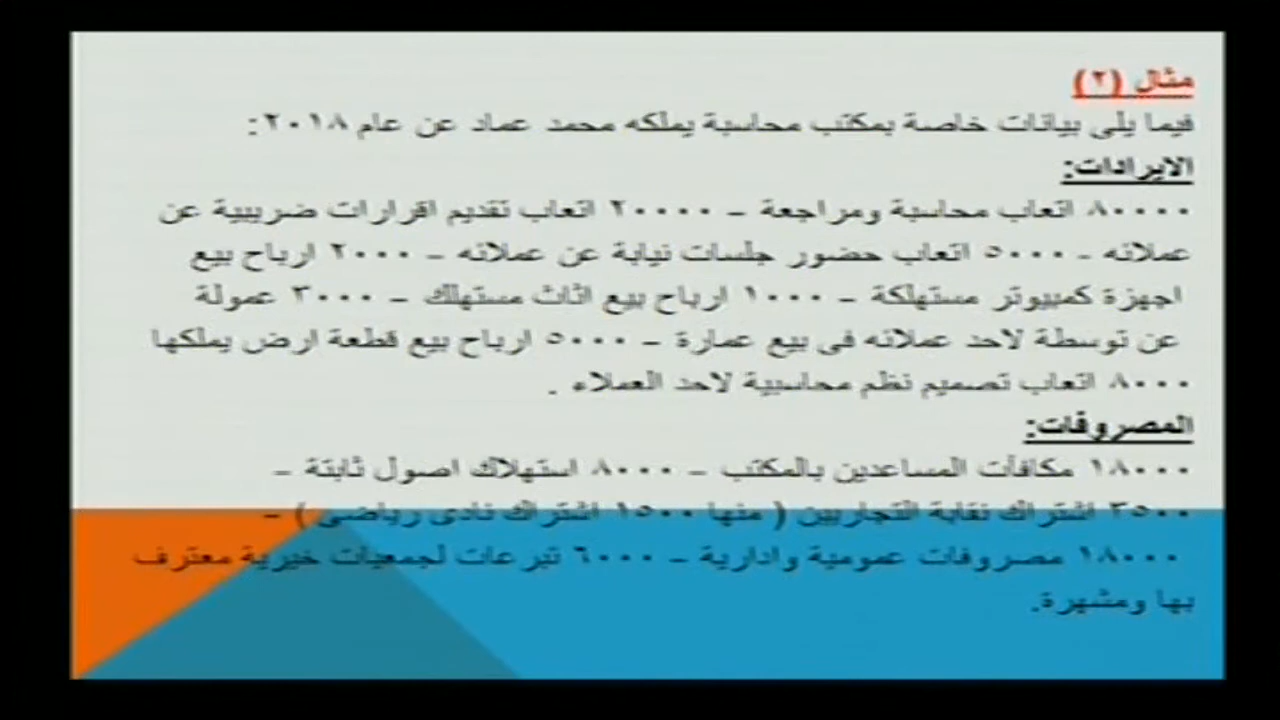 مثال (٢)
فيما يلى بيانات خاصة بمكتب محاسبة يملكه محمد عماد عن عام ٢٠١٨:
الايرادات:
٨٠٠٠٠ اتعاب محاسبة ومراجعة – ٢٠٠٠٠ اتعاب تقديم اقرارات ضريبية عن
عملائه - ٥٠٠٠ اتعاب حضور جلسات نيابة عن عملائه – ٢٠٠٠ ارباح بيع
اجهزة كمبيوتر مستهلكة – ١٠٠٠ ارباح بيع اثاث مستهلك – ٣٠٠٠ عمولة
عن توسطة لاحد عملائه فى بيع عمارة – ٥٠٠٠ ارباح بيع قطعة ارض يملكها
٨٠٠٠ اتعاب تصميم نظم محاسبية لاحد العملاء .
المصروفات:
١٨٠٠٠ مكافأت المساعدين بالمكتب – ٨٠٠٠ استهلاك اصول ثابتة –
٣٥٠٠ اشتراك نقابة التجاريين ( منها ١٥٠٠ اشتراك نادى رياضى ) –
١٨٠٠٠ مصروفات عمومية وادارية – ٦٠٠٠ تبرعات لجمعيات خيرية معترف
بها ومشهرة.